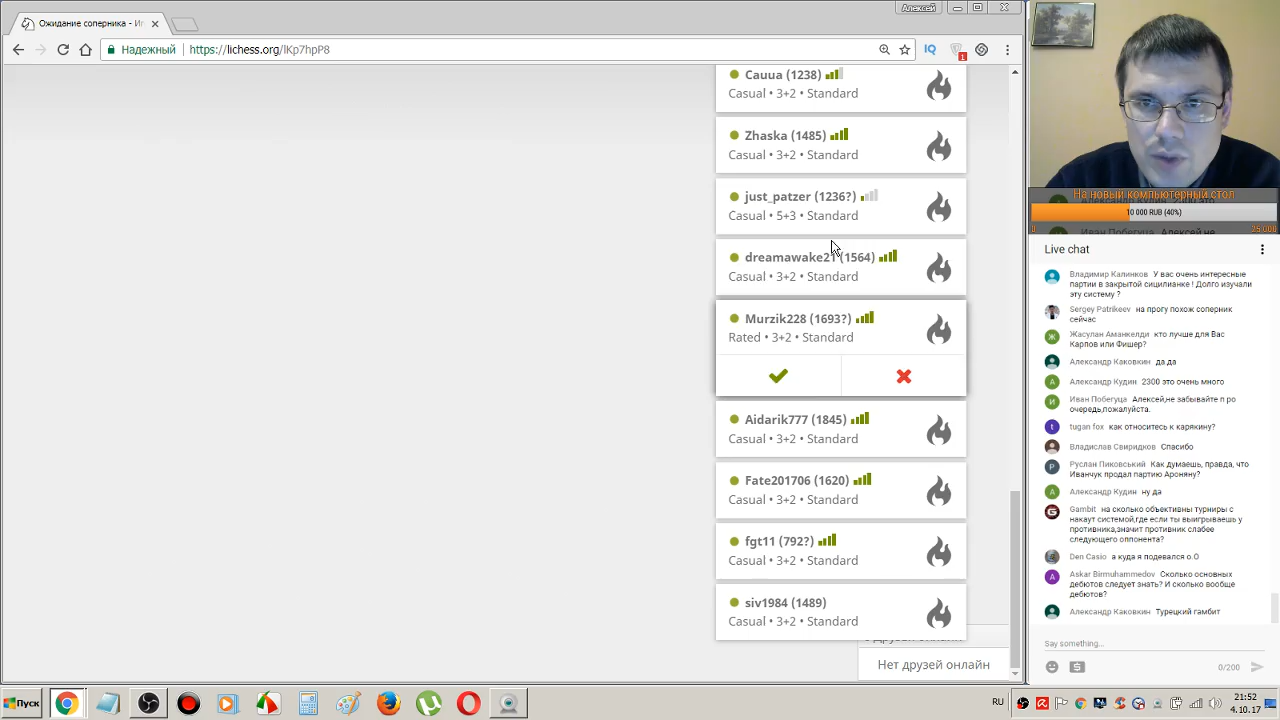 Алексей
Ожидание соперника - Иг
Надежный
https://lichess.org/lKp7hpP8
IQ
1
Cauua (1238)
Casual • 3+2 • Standard
Zhaska (1485)
Casual • 3+2 • Standard
just_patzer (1236?)
Casual • 5+3 • Standard
dreamawake21 (1564)
Casual • 3+2 • Standard
Murzik228 (1693?)
Rated • 3+2 • Standard
Aidarik777 (1845)
Casual • 3+2 • Standard
Fate201706 (1620)
Casual • 3+2 • Standard
fgt11 (792?)
Casual • 3+2 • Standard
siv1984 (1489)
Casual • 3+2 • Standard
Нет друзей онлайн
На новый компьютерный стол
10 000 RUB (40%)
0
25 000
Live chat
Владимир Калинков У вас очень интересные
партии в закрытой сицилианке ! Долго изучали
эту систему ?
Sergey Patrikeev на прогу похож соперник
сейчас
Жасулан Аманкелди кто лучше для Вас
Карпов или Фишер?
Александр Каковкин да да
Александр Кудин 2300 это очень много
Иван Побегуца Алексей,не забывайте п ро
очередь,пожалуйста.
tugan fox как относитесь к карякину?
Владислав Свиридков Спасибо
Руслан Пиковський Как думаешь, правда, что
Иванчук продал партию Ароняну?
Александр Кудин ну да
Gambit на сколько объективны турниры с
накаут системой,где если ты выигрываешь у
противника,значит противник слабее
следующего оппонента?
Den Casio а куда я подевался о.О
Askar Birmuhammedov Сколько основных
дебютов следует знать? И сколько вообще
дебютов?
Александр Каковкин Турецкий гамбит
Say something...
0/200
Пуск
RU
21:52
4.10.17